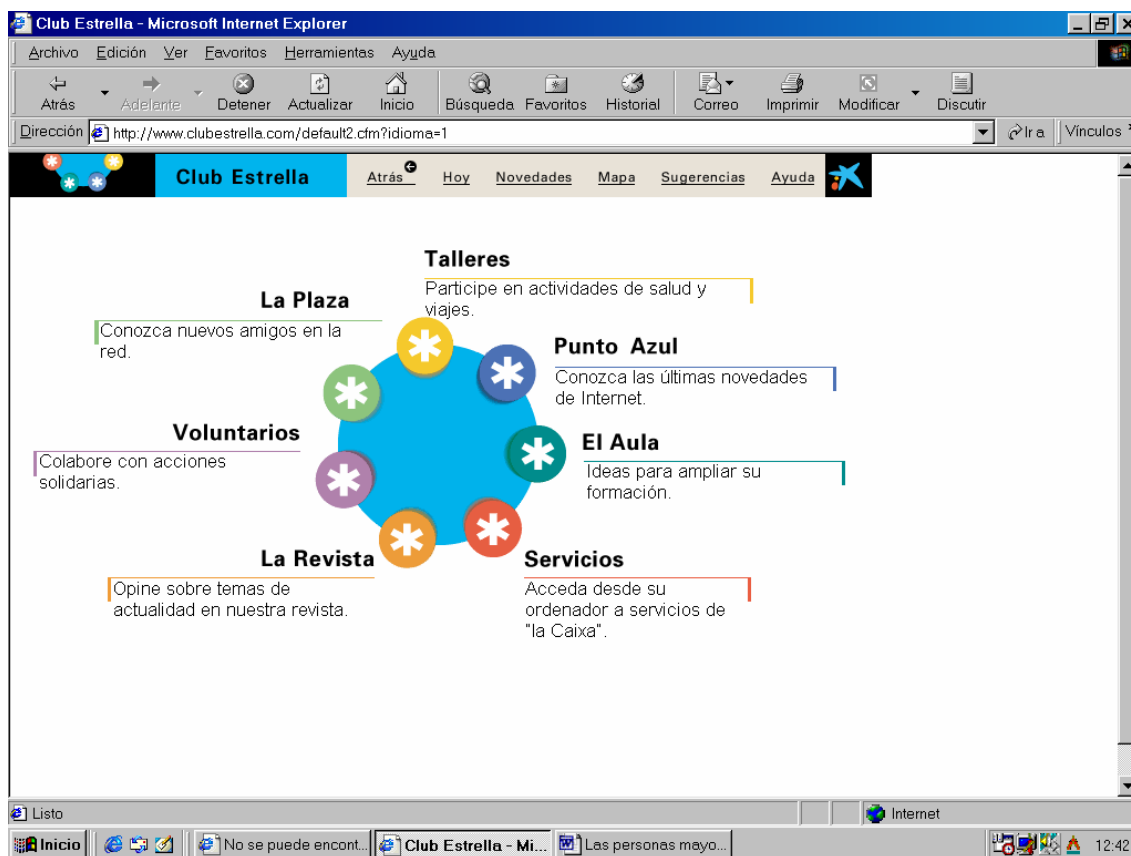 Club Estrella - Microsoft Internet Explorer
Archivo Edición Ver Favoritos Herramientas Ayuda
Atrás Adelante Detener Actualizar Inicio Búsqueda Favoritos Historial Correo Imprimir Modificar Discutir
Dirección http://www.clubestrella.com/default2.cfm?idioma=1 Ir a Vínculos
Club Estrella Atrás Hoy Novedades Mapa Sugerencias Ayuda
Talleres
Participe en actividades de salud y
viajes.
La Plaza
Conozca nuevos amigos en la
red.
Punto Azul
Conozca las últimas novedades
de Internet.
Voluntarios
Colabore con acciones
solidarias.
El Aula
Ideas para ampliar su
formación.
La Revista
Opine sobre temas de
actualidad en nuestra revista.
Servicios
Acceda desde su
ordenador a servicios de
"la Caixa".
Listo Internet
Inicio No se puede encont... Club Estrella - Mi... Las personas mayo... 12:42